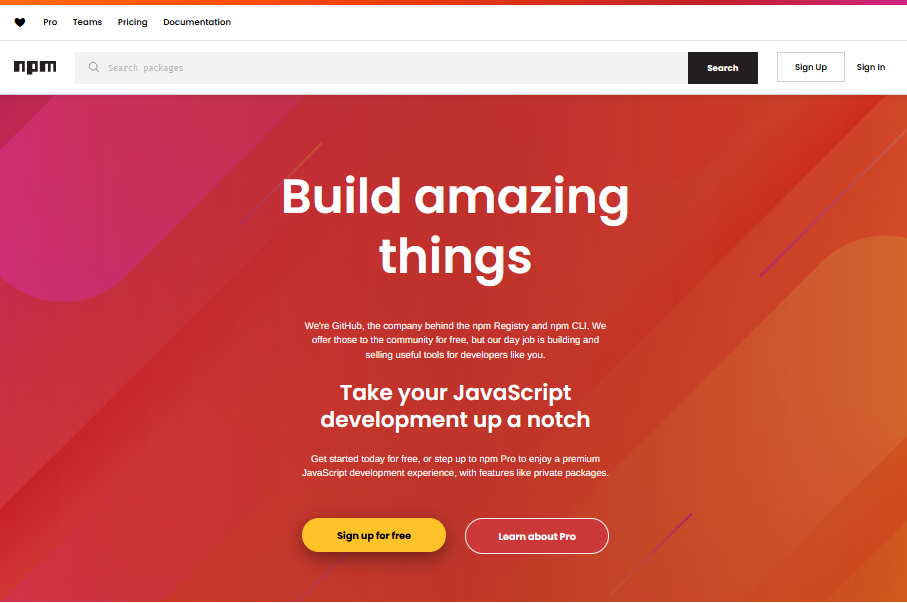 Pro Teams Pricing Documentation
npm
Search packages
Search
Sign Up
Sign In
Build amazing
things
We're GitHub, the company behind the npm Registry and npm CLI. We
offer those to the community for free, but our day job is building and
selling useful tools for developers like you.
Take your JavaScript
development up a notch
Get started today for free, or step up to npm Pro to enjoy a premium
JavaScript development experience, with features like private packages.
Sign up for free
Learn about Pro